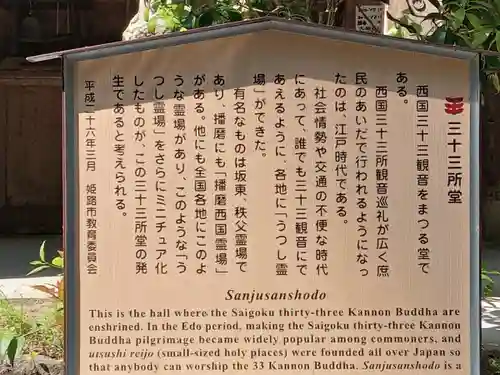 三十三所堂
西国三十三観音をまつる堂で
ある。
西国三十三所観音巡礼が広く庶
民のあいだで行われるようになっ
たのは、江戸時代である。
社会情勢や交通の不便な時代
にあって、誰でも三十三観音にで
あえるように、各地に「うつし霊
場」ができた。
有名なものは坂東、秩父霊場が
あり、播磨にも「播磨西国霊場」
がある。他にも全国各地にこのよ
うな霊場があり、このような「う
つし霊場」をさらにミニチュア化
したものが、この三十三所堂の発
生であると考えられる。
平成二十六年三月 姫路市教育委員会
Sanjusanshodo
This is the hall where the Saigoku thirty-three Kannon Buddha are
enshrined. In the Edo period, making the Saigoku thirty-three Kannon
Buddha pilgrimage became widely popular among commoners, and
utsushi reijo (small-sized holy places) were founded all over Japan so
that anybody can worship the 33 Kannon Buddha. Sanjusanshodo is a